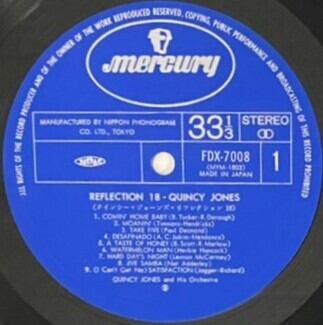 ALL RIGHTS OF THE RECORD PRODUCER AND OF THE OWNER OF THE WORK REPRODUCED RESERVED. COPYING, PUBLIC PERFORMANCE AND BROADCASTING OF THIS RECORD PROHIBITED
mercury
MANUFACTURED BY NIPPON PHONOGRAM CO. LTD., TOKYO
33 1/3
STEREO
FDX-7008
(MYM-1803)
MADE IN JAPAN
1
REFLECTION 18 - QUINCY JONES
(クインシー・ジョーンズ・リフレクション 18)
1. COMIN' HOME BABY (B. Tucker-R. Dorough)
2. MOANIN' (Timmons-Hendricks)
3. TAKE FIVE (Paul Desmond)
4. DESAFINADO (A. C. Jobim-Mendonca)
5. A TASTE OF HONEY (B. Scott-R. Marlow)
6. WATERMELON MAN (Herbie Hancock)
7. HARD DAY'S NIGHT (Lennon-McCartney)
8. JIVE SAMBA (Nat Adderley)
9. (I Can't Get No) SATISFACTION (Jagger-Richard)
QUINCY JONES and His Orchestra